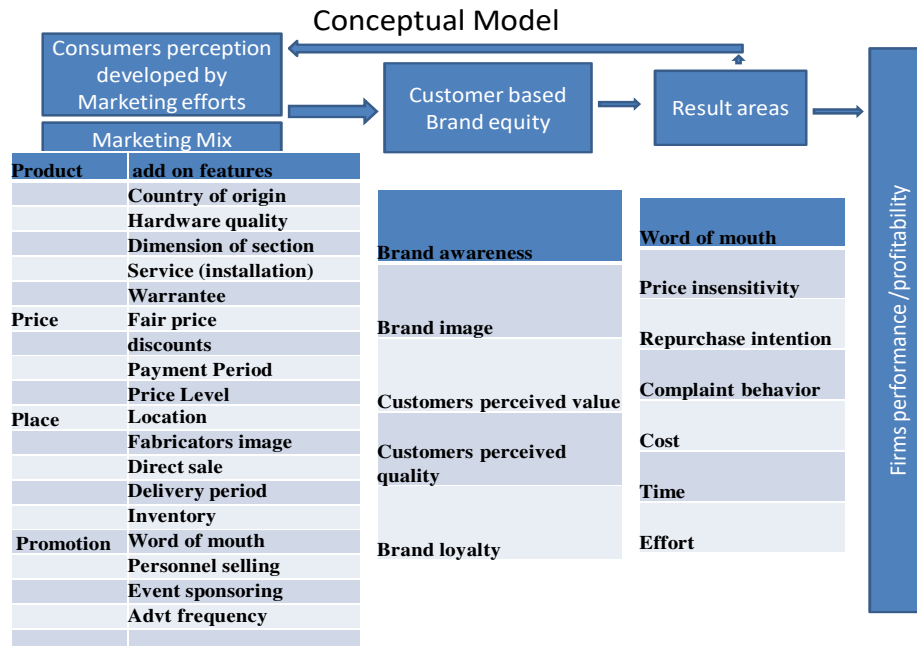 Conceptual Model
Consumers perception
developed by
Marketing efforts
Marketing Mix
Customer based
Brand equity
Result areas
Firms performance /profitability
Product add on features
Country of origin
Hardware quality
Dimension of section
Service (installation)
Warrantee
Price Fair price
discounts
Payment Period
Price Level
Place Location
Fabricators image
Direct sale
Delivery period
Inventory
Promotion Word of mouth
Personnel selling
Event sponsoring
Advt frequency
Brand awareness
Brand image
Customers perceived value
Customers perceived
quality
Brand loyalty
Word of mouth
Price insensitivity
Repurchase intention
Complaint behavior
Cost
Time
Effort